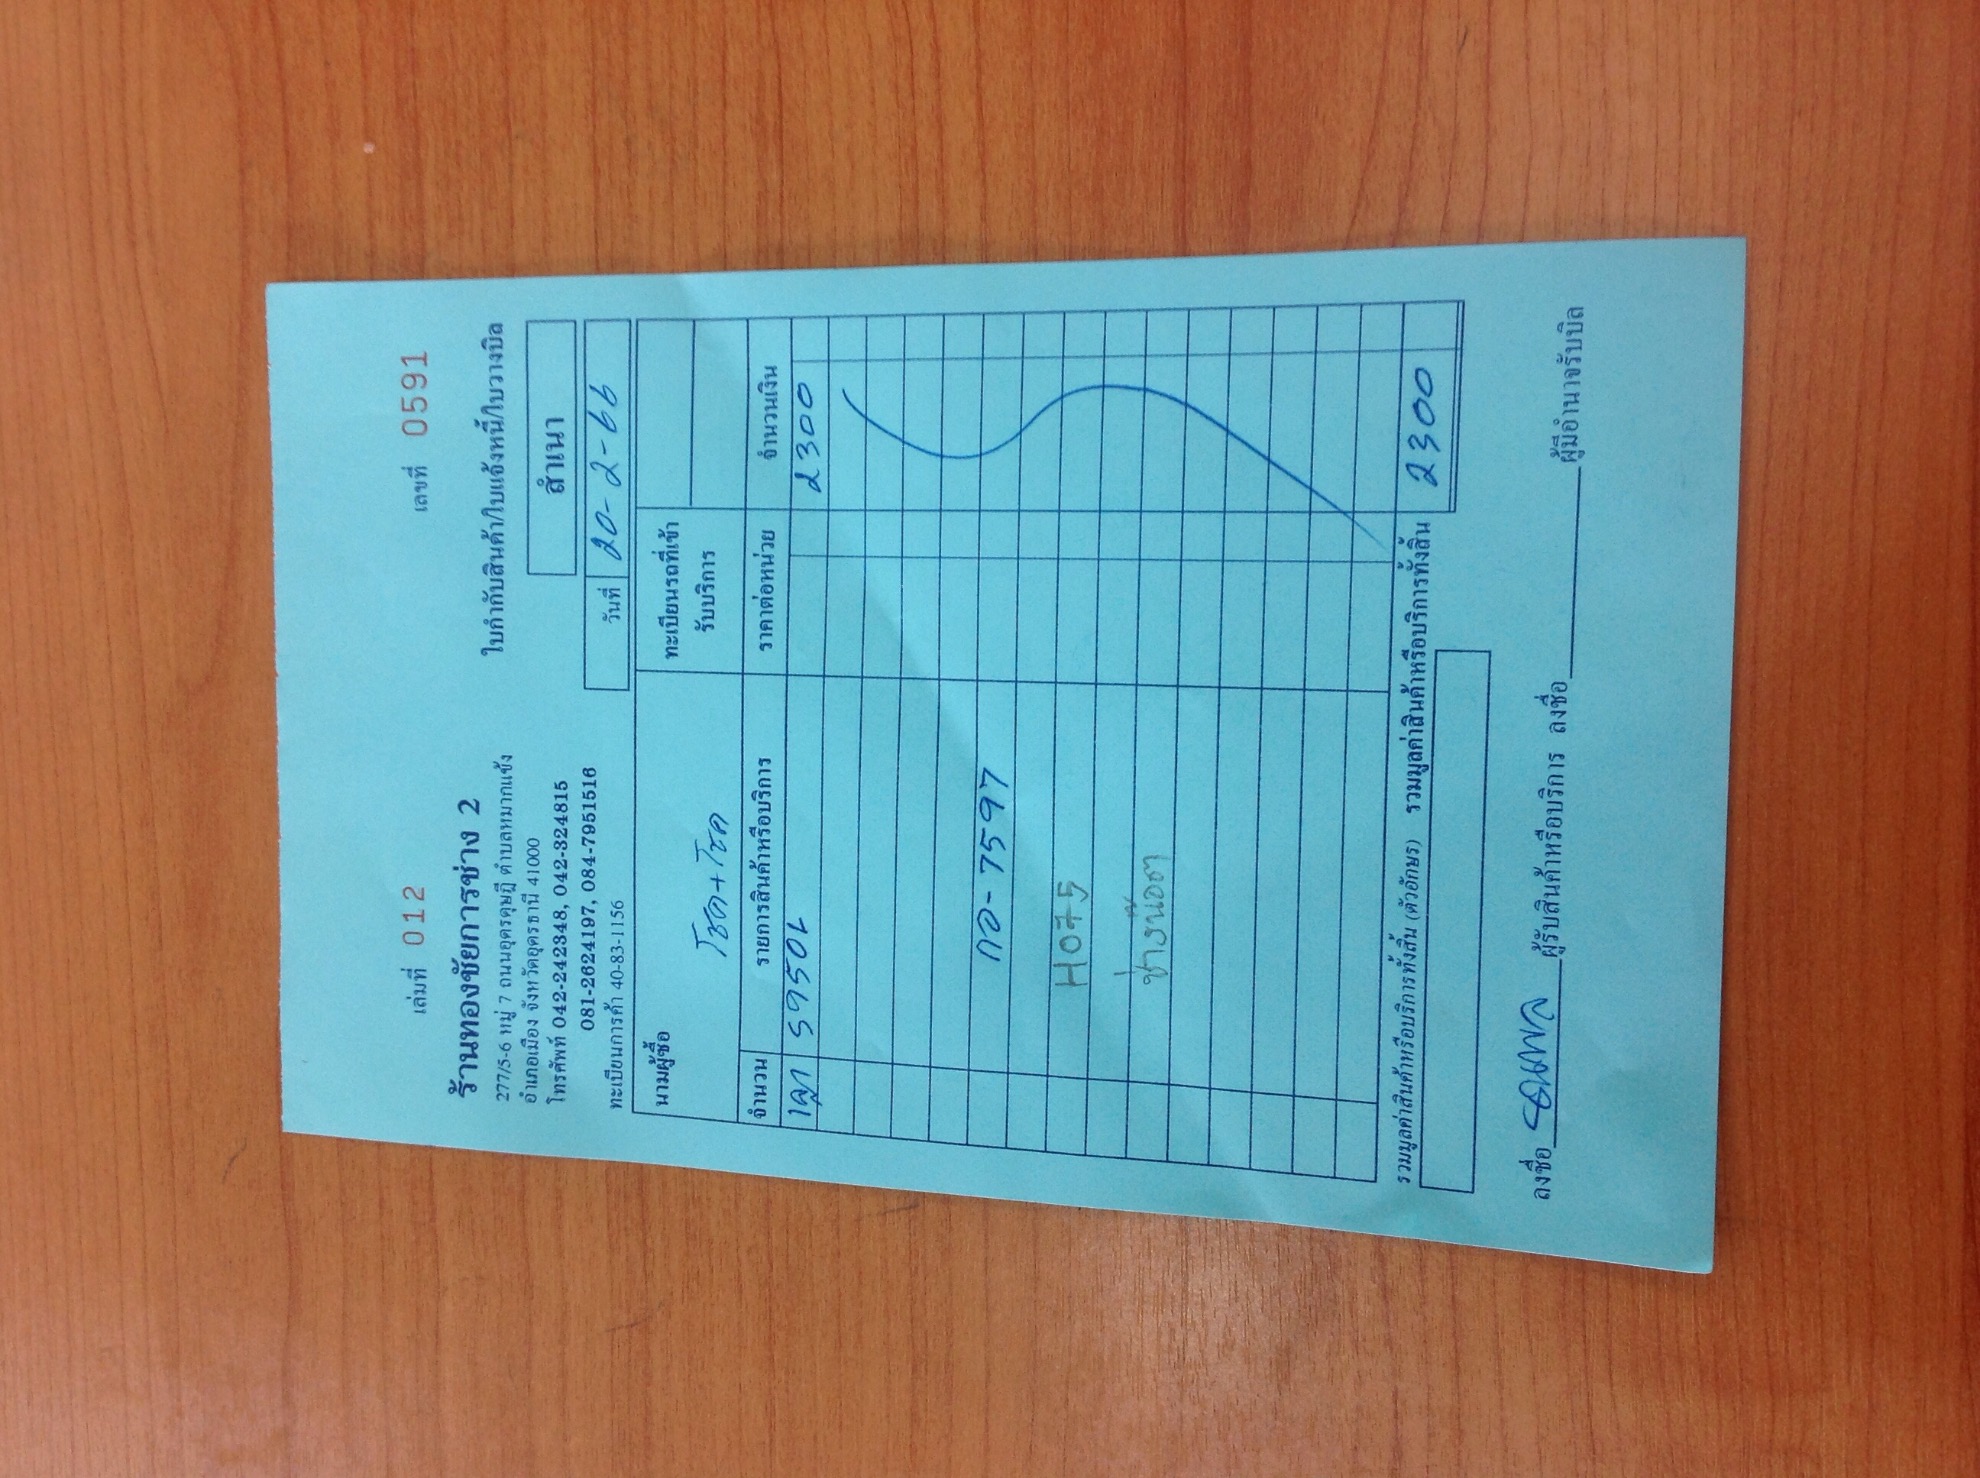 เล่มที่ 012 เลขที่ 0591
ร้านทองชัยการช่าง 2
ใบกำกับสินค้า/ใบแจ้งหนี้/ใบวางบิล
277/5-6 หมู่ 7 ถนนอุดรดุษฎี ตำบลหมากแข้ง
อำเภอเมือง จังหวัดอุดรธานี 41000
สำเนา
โทรศัพท์ 042-242348, 042-324815
081-2624197, 084-7951516
ทะเบียนการค้า 40-83-1156
วันที่ 20-2-66
นามผู้ซื้อ โชค+โชค
ทะเบียนรถที่เข้า
รับบริการ
จำนวน รายการสินค้าหรือบริการ ราคาต่อหน่วย จำนวนเงิน
5950L 2300
กอ-7597
H075
ช่างน๊อต
รวมมูลค่าสินค้าหรือบริการทั้งสิ้น (ตัวอักษร) รวมมูลค่าสินค้าหรือบริการทั้งสิ้น 2300
ลงชื่อ ผู้รับสินค้าหรือบริการ ลงชื่อ ผู้มีอำนาจรับบิล